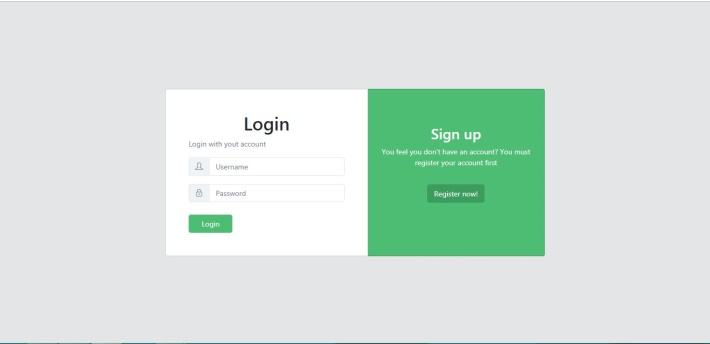 Login
Login with yout account
Username
Password
Login
Sign up
You feel you don't have an account? You must
register your account first
Register now!